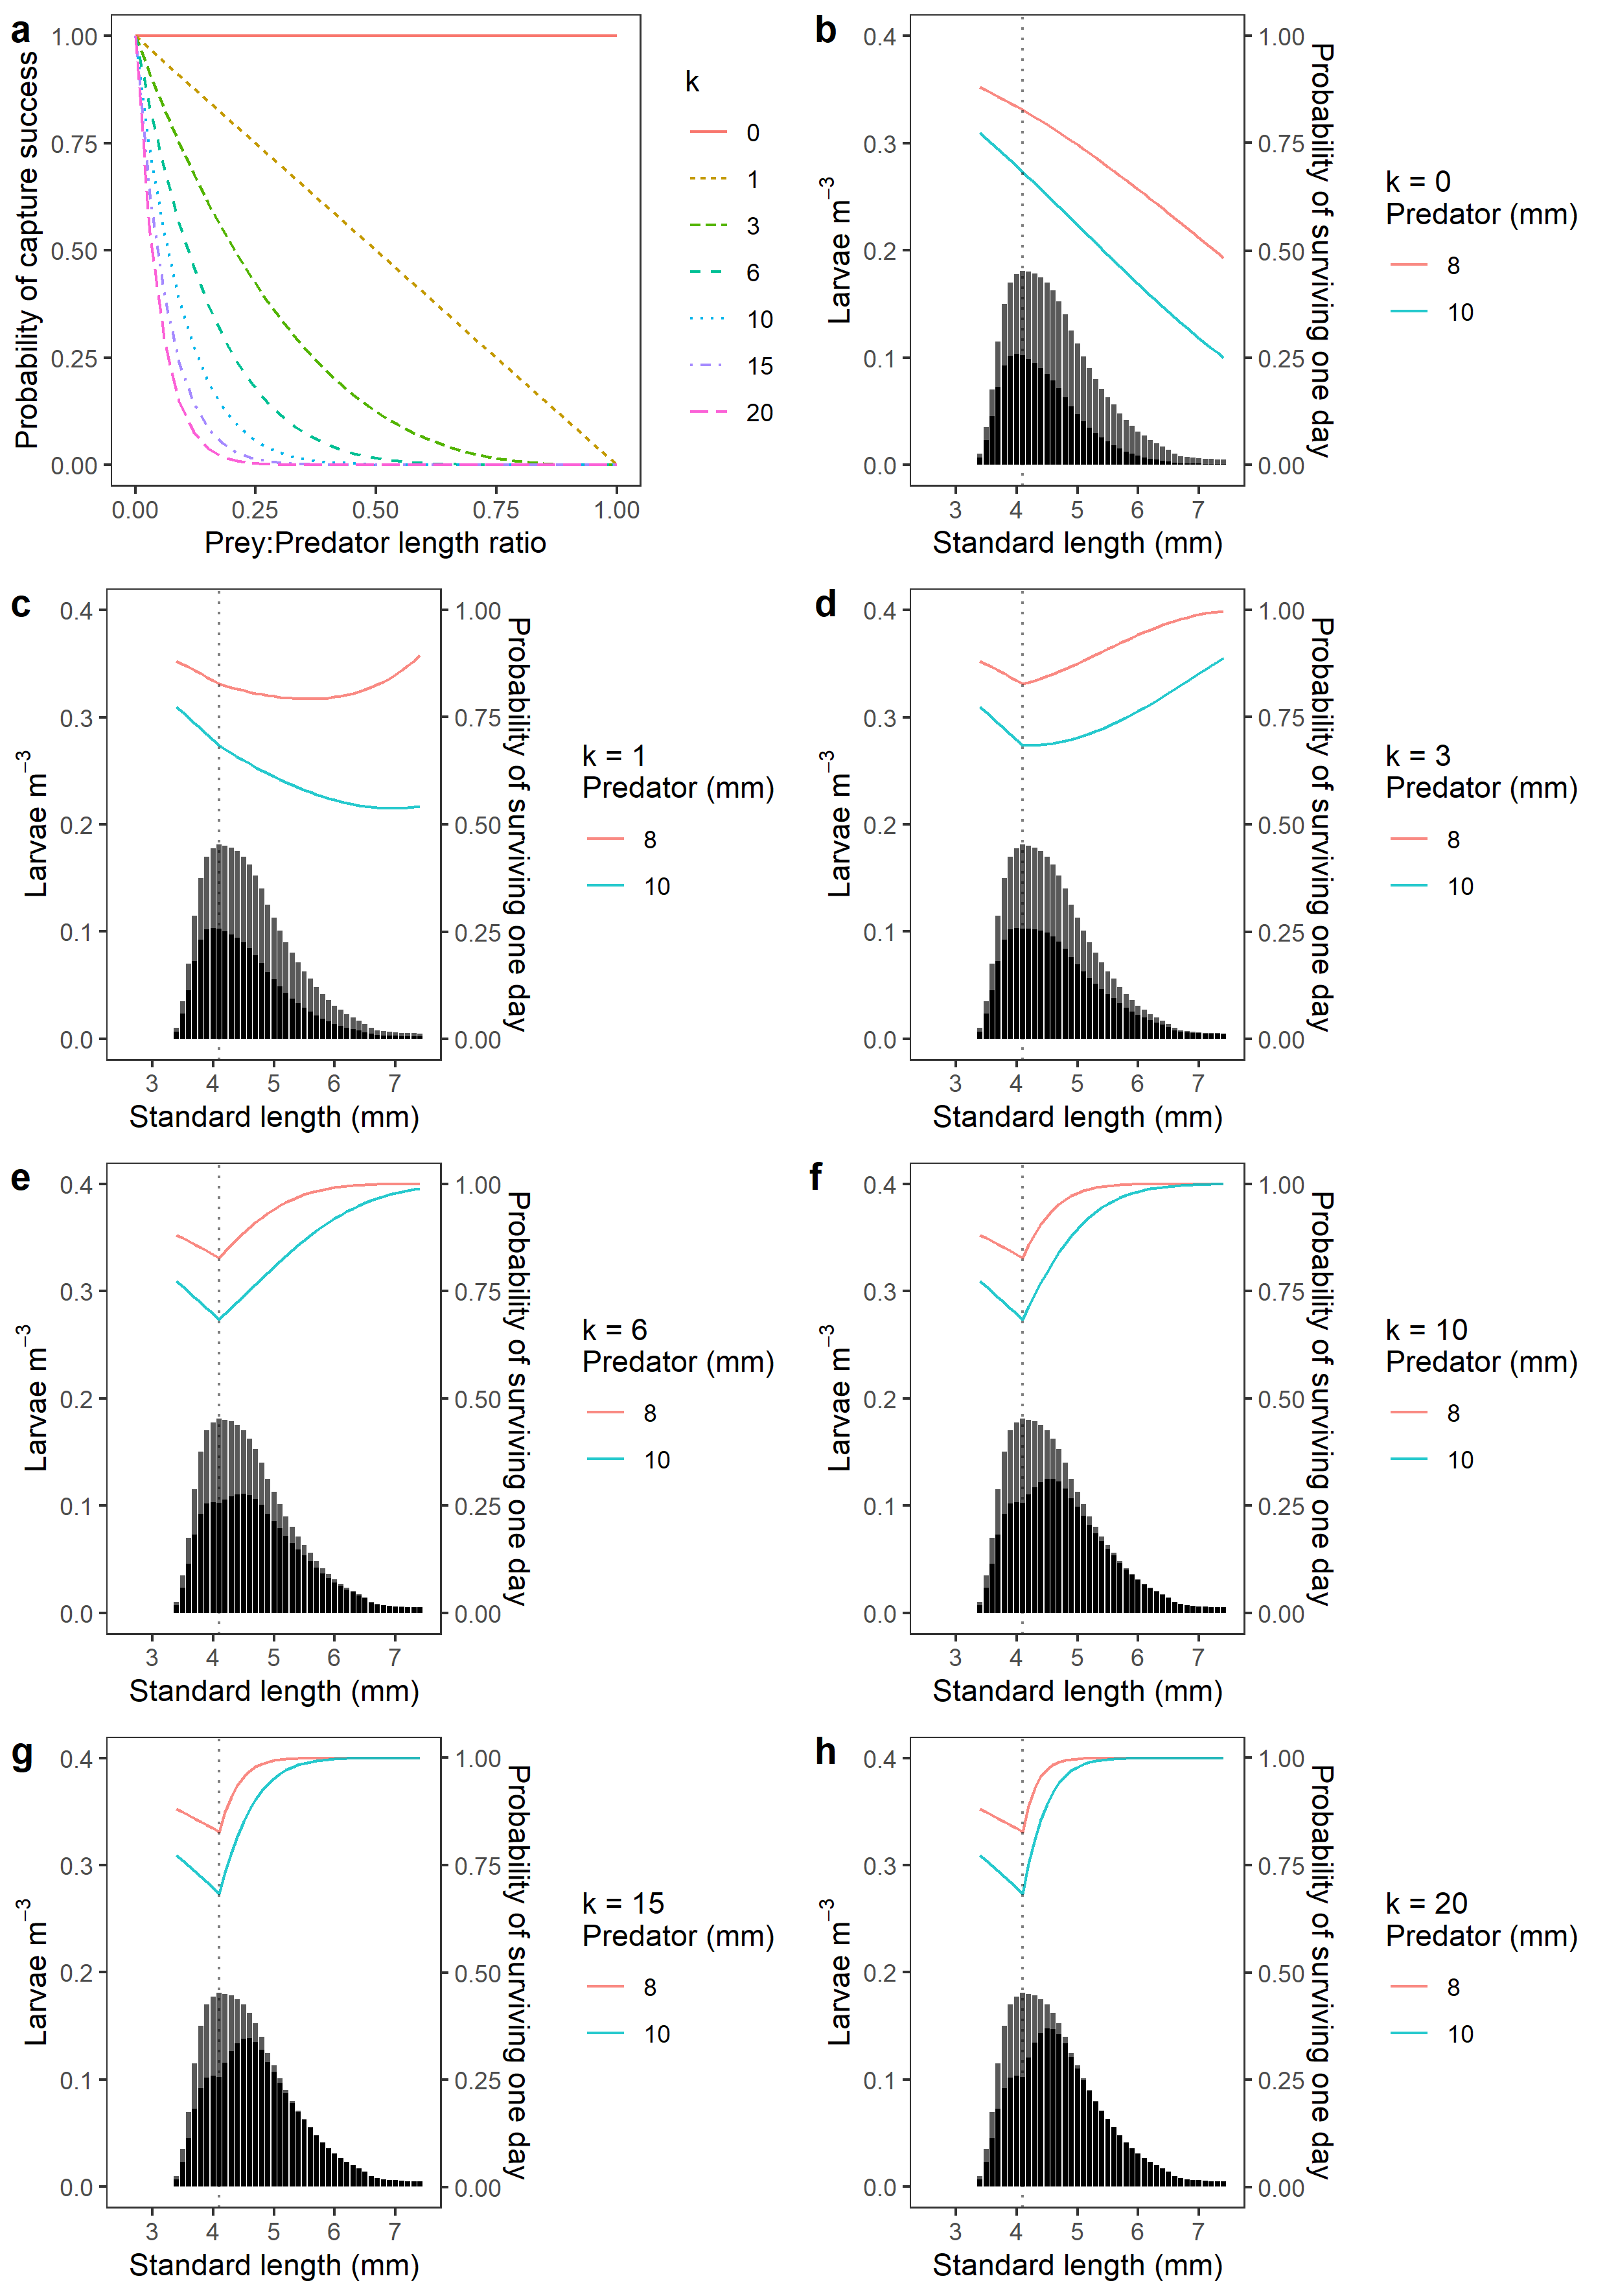 a
Probability of capture success
1.00
0.75
0.50
0.25
0.00
0.00 0.25 0.50 0.75 1.00
Prey:Predator length ratio
k
0
1
3
6
10
15
20
b
Larvae m⁻³
0.4
0.3
0.2
0.1
0.0
3 4 5 6 7
Standard length (mm)
1.00
0.75
0.50
0.25
0.00
Probability of surviving one day
k = 0
Predator (mm)
8
10
c
Larvae m⁻³
0.4
0.3
0.2
0.1
0.0
3 4 5 6 7
Standard length (mm)
1.00
0.75
0.50
0.25
0.00
Probability of surviving one day
k = 1
Predator (mm)
8
10
d
Larvae m⁻³
0.4
0.3
0.2
0.1
0.0
3 4 5 6 7
Standard length (mm)
1.00
0.75
0.50
0.25
0.00
Probability of surviving one day
k = 3
Predator (mm)
8
10
e
Larvae m⁻³
0.4
0.3
0.2
0.1
0.0
3 4 5 6 7
Standard length (mm)
1.00
0.75
0.50
0.25
0.00
Probability of surviving one day
k = 6
Predator (mm)
8
10
f
Larvae m⁻³
0.4
0.3
0.2
0.1
0.0
3 4 5 6 7
Standard length (mm)
1.00
0.75
0.50
0.25
0.00
Probability of surviving one day
k = 10
Predator (mm)
8
10
g
Larvae m⁻³
0.4
0.3
0.2
0.1
0.0
3 4 5 6 7
Standard length (mm)
1.00
0.75
0.50
0.25
0.00
Probability of surviving one day
k = 15
Predator (mm)
8
10
h
Larvae m⁻³
0.4
0.3
0.2
0.1
0.0
3 4 5 6 7
Standard length (mm)
1.00
0.75
0.50
0.25
0.00
Probability of surviving one day
k = 20
Predator (mm)
8
10